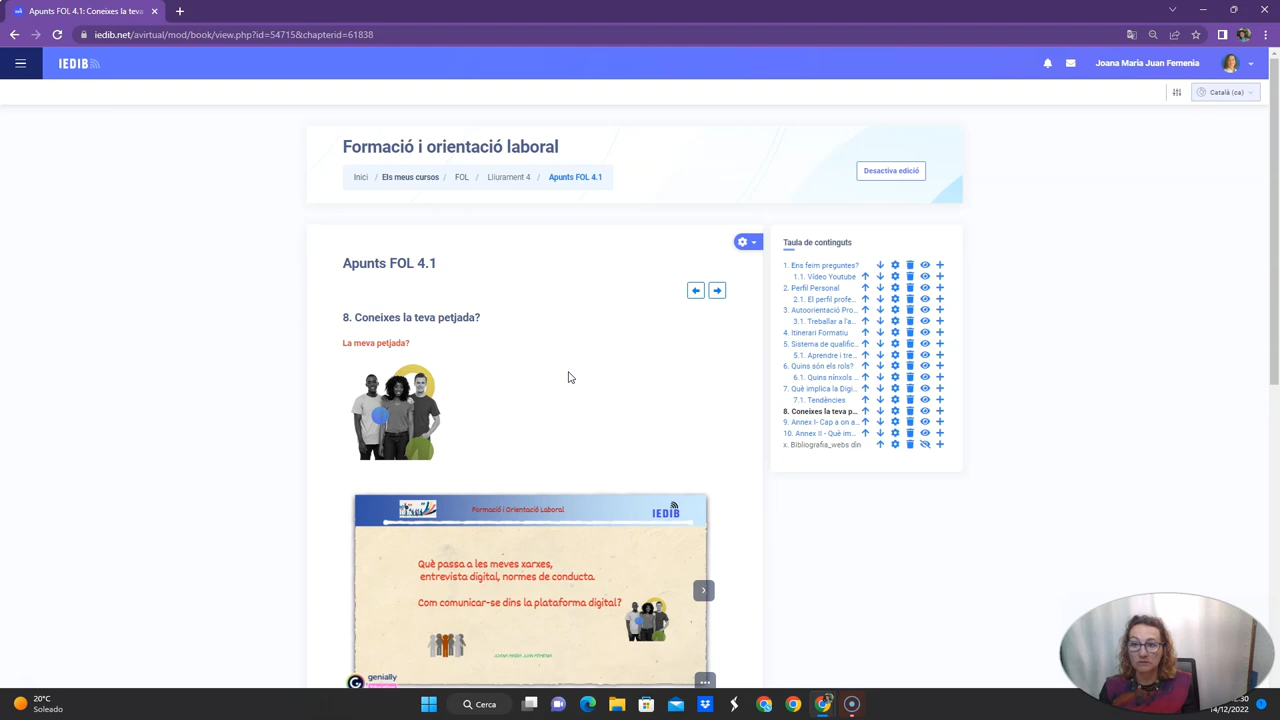 Apunts FOL 4.1: Coneixes la teva
iedib.net/avirtual/mod/book/view.php?id=54715&chapterid=61838
IEDIB
Joana Maria Juan Femenia
Català (ca)
Formació i orientació laboral
Inici / Els meus cursos / FOL / Lliurament 4 / Apunts FOL 4.1
Desactiva edició
Apunts FOL 4.1
8. Coneixes la teva petjada?
La meva petjada?
Formació i Orientació Laboral
IEDIB
Què passa a les meves xarxes,
entrevista digital, normes de conducta.
Com comunicar-se dins la plataforma digital?
JOANA MARIA JUAN FEMENIA
genially
Taula de continguts
1. Ens feim preguntes?
1.1. Vídeo Youtube
2. Perfil Personal
2.1. El perfil profe...
3. Autoorientació Pro...
3.1. Treballar a l'a...
4. Itinerari Formatiu
5. Sistema de qualific...
5.1. Aprendre i tre...
6. Quins són els rols?
6.1. Quins nínxols ...
7. Què implica la Digi...
7.1. Tendències
8. Coneixes la teva p...
9. Annex I- Cap a on a...
10. Annex II - Què im...
x. Bibliografia_webs din
20°C
Soleado
Cerca
14/12/2022